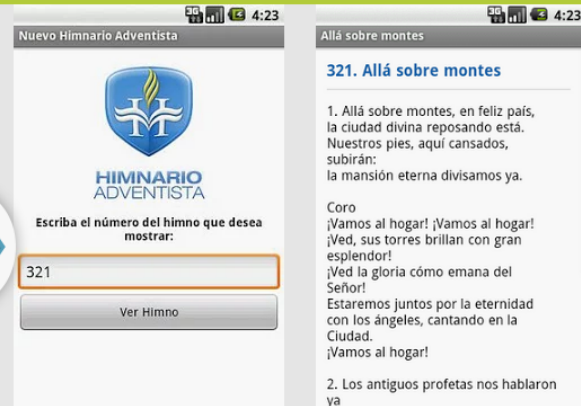 3G 4:23
Nuevo Himnario Adventista
HIMNARIO
ADVENTISTA
Escriba el número del himno que desea
mostrar:
321
Ver Himno
3G 4:23
Allá sobre montes
321. Allá sobre montes
1. Allá sobre montes, en feliz país,
la ciudad divina reposando está.
Nuestros pies, aquí cansados,
subirán:
la mansión eterna divisamos ya.
Coro
¡Vamos al hogar! ¡Vamos al hogar!
¡Ved, sus torres brillan con gran
esplendor!
¡Ved la gloria cómo emana del
Señor!
Estaremos juntos por la eternidad
con los ángeles, cantando en la
Ciudad.
¡Vamos al hogar!
2. Los antiguos profetas nos hablaron
ya